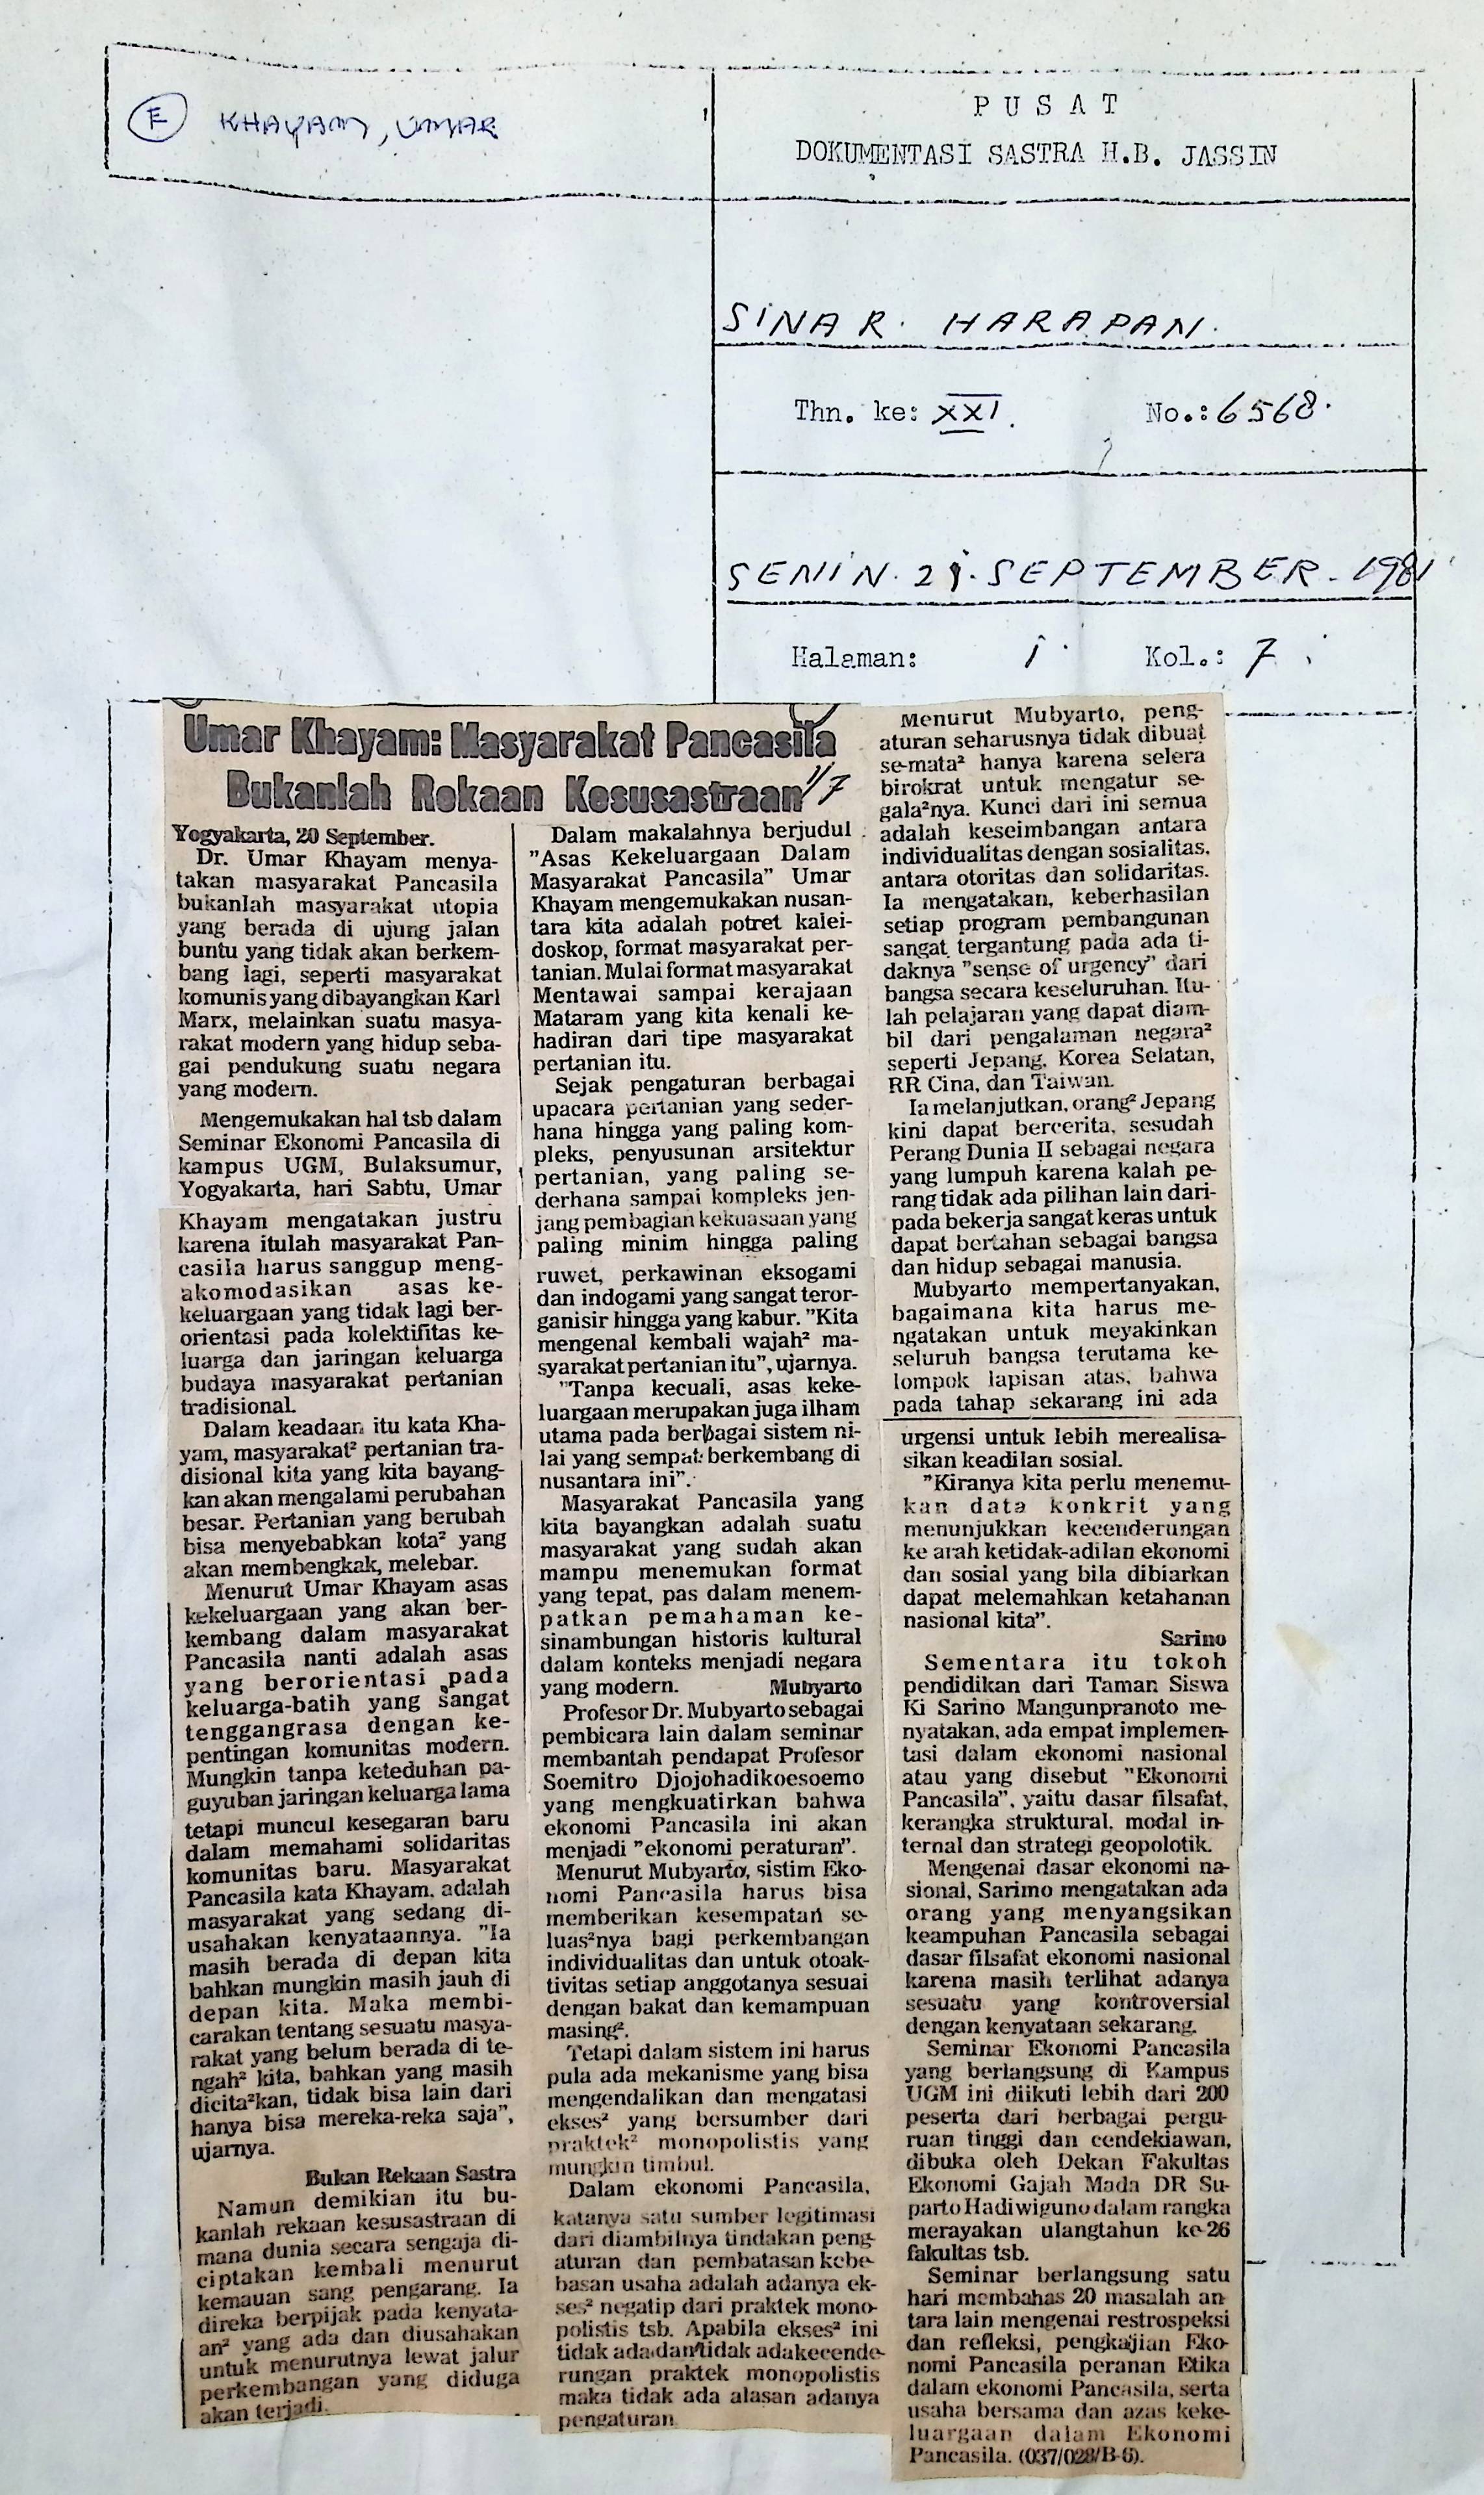 E KHAYAM, UMAR
PUSAT
DOKUMENTASI SASTRA H.B. JASSIN
SINAR HARAPAN.
Thn. ke: XXI. No.: 6568.
SENIN. 21. SEPTEMBER. 1981
Halaman: 1. Kol.: 7.
Umar Khayam: Masyarakat Pancasila
Bukanlah Rekaan Kesusastraan
1/7
Yogyakarta, 20 September.
Dr. Umar Khayam menya-
takan masyarakat Pancasila
bukanlah masyarakat utopia
yang berada di ujung jalan
buntu yang tidak akan berkem-
bang lagi, seperti masyarakat
komunis yang dibayangkan Karl
Marx, melainkan suatu masya-
rakat modern yang hidup seba-
gai pendukung suatu negara
yang modern.
Mengemukakan hal tsb dalam
Seminar Ekonomi Pancasila di
kampus UGM, Bulaksumur,
Yogyakarta, hari Sabtu, Umar
Khayam mengatakan justru
karena itulah masyarakat Pan-
casila harus sanggup meng-
akomodasikan asas ke-
keluargaan yang tidak lagi ber-
orientasi pada kolektifitas ke-
luarga dan jaringan keluarga
budaya masyarakat pertanian
tradisional.
Dalam keadaan itu kata Kha-
yam, masyarakat² pertanian tra-
disional kita yang kita bayang-
kan akan mengalami perubahan
besar. Pertanian yang berubah
bisa menyebabkan kota² yang
akan membengkak, melebar.
Menurut Umar Khayam asas
kekeluargaan yang akan ber-
kembang dalam masyarakat
Pancasila nanti adalah asas
yang berorientasi pada
keluarga-batih yang sangat
tenggangrasa dengan ke-
pentingan komunitas modern.
Mungkin tanpa keteduhan pa-
guyuban jaringan keluarga lama
tetapi muncul kesegaran baru
dalam memahami solidaritas
komunitas baru. Masyarakat
Pancasila kata Khayam, adalah
masyarakat yang sedang di-
usahakan kenyataannya. "Ia
masih berada di depan kita
bahkan mungkin masih jauh di
depan kita. Maka membi-
carakan tentang sesuatu masya-
rakat yang belum berada di te-
ngah² kita, bahkan yang masih
dicita²kan, tidak bisa lain dari
hanya bisa mereka-reka saja",
ujarnya.
Bukan Rekaan Sastra
Namun demikian itu bu-
kanlah rekaan kesusastraan di
mana dunia secara sengaja di-
ciptakan kembali menurut
kemauan sang pengarang. Ia
direka berpijak pada kenyata-
an² yang ada dan diusahakan
untuk menurutnya lewat jalur
perkembangan yang diduga
akan terjadi.
Dalam makalahnya berjudul
"Asas Kekeluargaan Dalam
Masyarakat Pancasila" Umar
Khayam mengemukakan nusan-
tara kita adalah potret kalei-
doskop, format masyarakat per-
tanian. Mulai format masyarakat
Mentawai sampai kerajaan
Mataram yang kita kenali ke-
hadiran dari tipe masyarakat
pertanian itu.
Sejak pengaturan berbagai
upacara pertanian yang seder-
hana hingga yang paling kom-
pleks, penyusunan arsitektur
pertanian, yang paling se-
derhana sampai kompleks jen-
jang pembagian kekuasaan yang
paling minim hingga paling
ruwet, perkawinan eksogami
dan indogami yang sangat teror-
ganisir hingga yang kabur. "Kita
mengenal kembali wajah² ma-
syarakat pertanian itu", ujarnya.
"Tanpa kecuali, asas keke-
luargaan merupakan juga ilham
utama pada berbagai sistem ni-
lai yang sempat berkembang di
nusantara ini".
Masyarakat Pancasila yang
kita bayangkan adalah suatu
masyarakat yang sudah akan
mampu menemukan format
yang tepat, pas dalam menem-
patkan pemahaman ke-
sinambungan historis kultural
dalam konteks menjadi negara
yang modern. Mubyarto
Profesor Dr. Mubyarto sebagai
pembicara lain dalam seminar
membantah pendapat Profesor
Soemitro Djojohadikoesoemo
yang mengkuatirkan bahwa
ekonomi Pancasila ini akan
menjadi "ekonomi peraturan".
Menurut Mubyarto, sistim Eko-
nomi Pancasila harus bisa
memberikan kesempatan se-
luas²nya bagi perkembangan
individualitas dan untuk otoak-
tivitas setiap anggotanya sesuai
dengan bakat dan kemampuan
masing².
Tetapi dalam sistem ini harus
pula ada mekanisme yang bisa
mengendalikan dan mengatasi
ekses² yang bersumber dari
praktek² monopolistis yang
mungkin timbul.
Dalam ekonomi Pancasila,
katanya satu sumber legitimasi
dari diambilnya tindakan peng-
aturan dan pembatasan kebe-
basan usaha adalah adanya ek-
ses² negatip dari praktek mono-
polistis tsb. Apabila ekses² ini
tidak ada dan tidak ada kecende-
rungan praktek monopolistis
maka tidak ada alasan adanya
pengaturan.
Menurut Mubyarto, peng-
aturan seharusnya tidak dibuat
se-mata² hanya karena selera
birokrat untuk mengatur se-
gala²nya. Kunci dari ini semua
adalah keseimbangan antara
individualitas dengan sosialitas,
antara otoritas dan solidaritas.
Ia mengatakan, keberhasilan
setiap program pembangunan
sangat tergantung pada ada ti-
daknya "sense of urgency" dari
bangsa secara keseluruhan. Itu-
lah pelajaran yang dapat diam-
bil dari pengalaman negara²
seperti Jepang, Korea Selatan,
RR Cina, dan Taiwan.
Ia melanjutkan, orang² Jepang
kini dapat bercerita, sesudah
Perang Dunia II sebagai negara
yang lumpuh karena kalah pe-
rang tidak ada pilihan lain dari-
pada bekerja sangat keras untuk
dapat bertahan sebagai bangsa
dan hidup sebagai manusia.
Mubyarto mempertanyakan,
bagaimana kita harus me-
ngatakan untuk meyakinkan
seluruh bangsa terutama ke-
lompok lapisan atas, bahwa
pada tahap sekarang ini ada
urgensi untuk lebih merealisa-
sikan keadilan sosial.
"Kiranya kita perlu menemu-
kan data konkrit yang
menunjukkan kecenderungan
ke arah ketidak-adilan ekonomi
dan sosial yang bila dibiarkan
dapat melemahkan ketahanan
nasional kita".
Sarino
Sementara itu tokoh
pendidikan dari Taman Siswa
Ki Sarino Mangunpranoto me-
nyatakan, ada empat implemen-
tasi dalam ekonomi nasional
atau yang disebut "Ekonomi
Pancasila", yaitu dasar filsafat,
kerangka struktural, modal in-
ternal dan strategi geopolotik.
Mengenai dasar ekonomi na-
sional, Sarimo mengatakan ada
orang yang menyangsikan
keampuhan Pancasila sebagai
dasar filsafat ekonomi nasional
karena masih terlihat adanya
sesuatu yang kontroversial
dengan kenyataan sekarang.
Seminar Ekonomi Pancasila
yang berlangsung di Kampus
UGM ini diikuti lebih dari 200
peserta dari berbagai pergu-
ruan tinggi dan cendekiawan,
dibuka oleh Dekan Fakultas
Ekonomi Gajah Mada DR Su-
parto Hadiwiguno dalam rangka
merayakan ulangtahun ke-26
fakultas tsb.
Seminar berlangsung satu
hari membahas 20 masalah an-
tara lain mengenai restrospeksi
dan refleksi, pengkajian Eko-
nomi Pancasila peranan Etika
dalam ekonomi Pancasila, serta
usaha bersama dan azas keke-
luargaan dalam Ekonomi
Pancasila. (037/028/B-6).